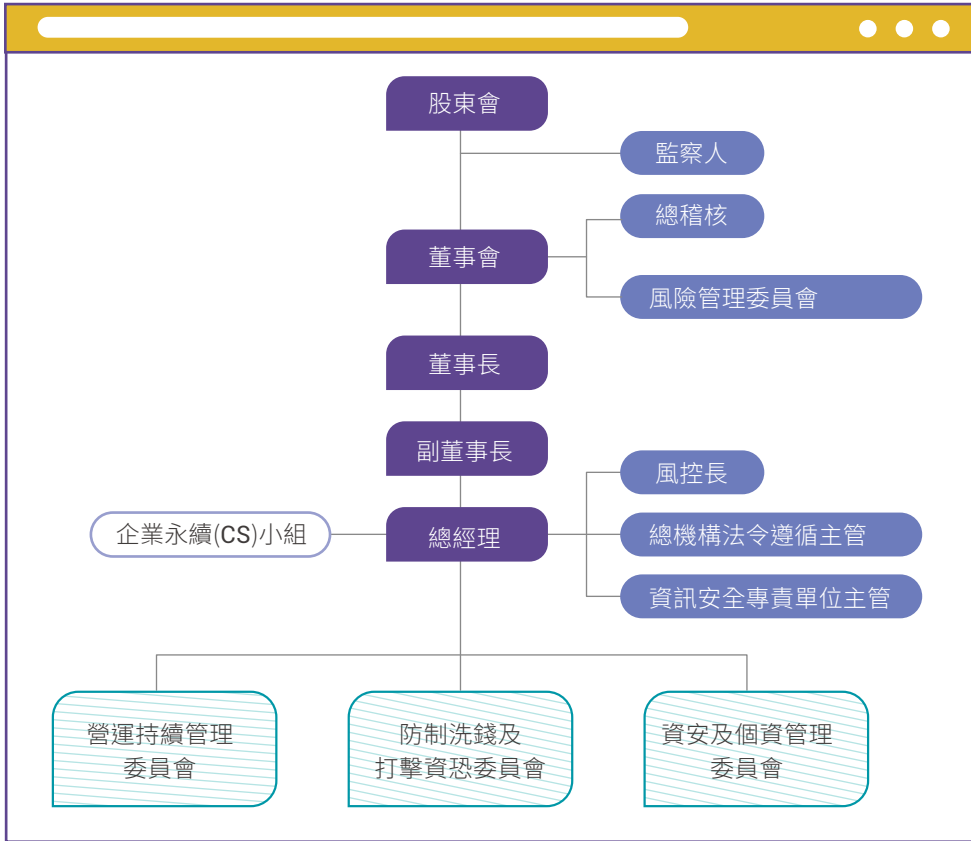 股東會
監察人
總稽核
董事會
風險管理委員會
董事長
副董事長
風控長
企業永續(CS)小組
總經理
總機構法令遵循主管
資訊安全專責單位主管
營運持續管理
委員會
防制洗錢及
打擊資恐委員會
資安及個資管理
委員會